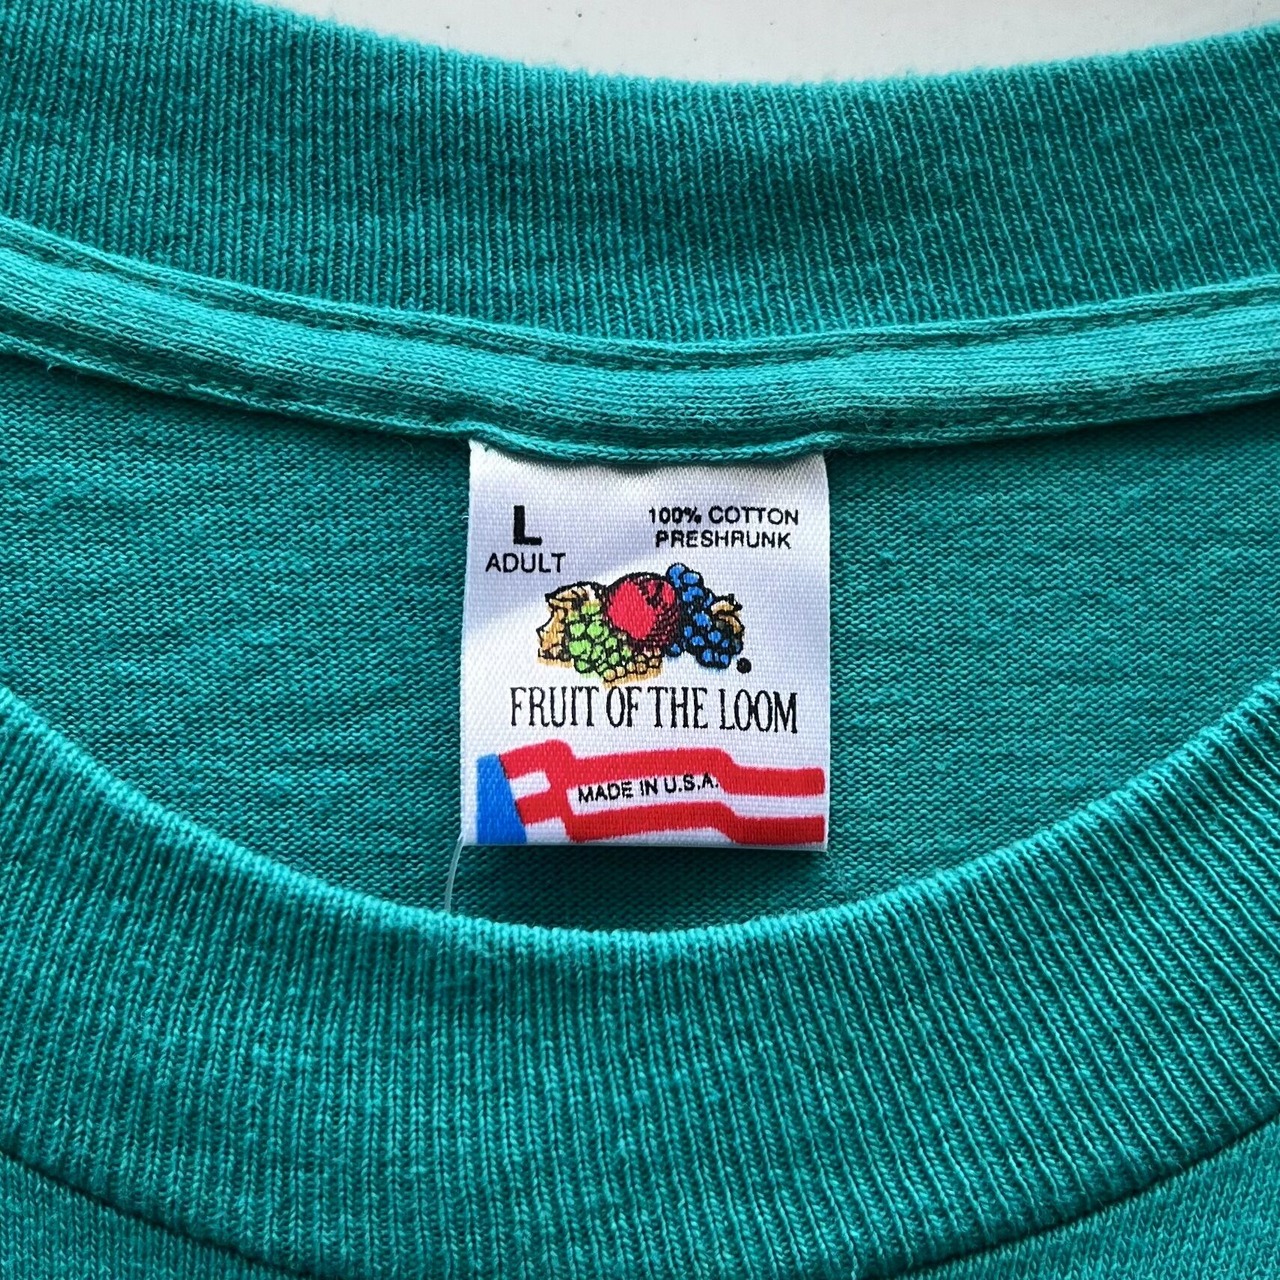 L
ADULT
100% COTTON
PRESHRUNK
FRUIT OF THE LOOM
MADE IN U.S.A.